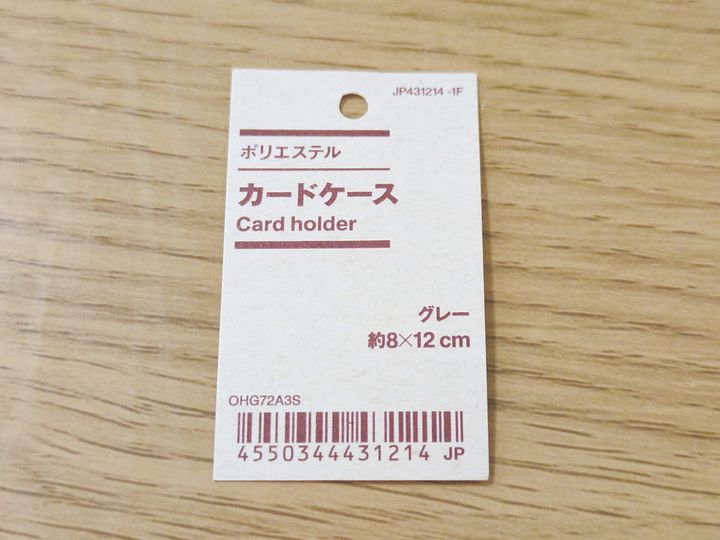 JP431214 -1F
ポリエステル
カードケース
Card holder
グレー
約8×12 cm
OHG72A3S
4550344431214 JP